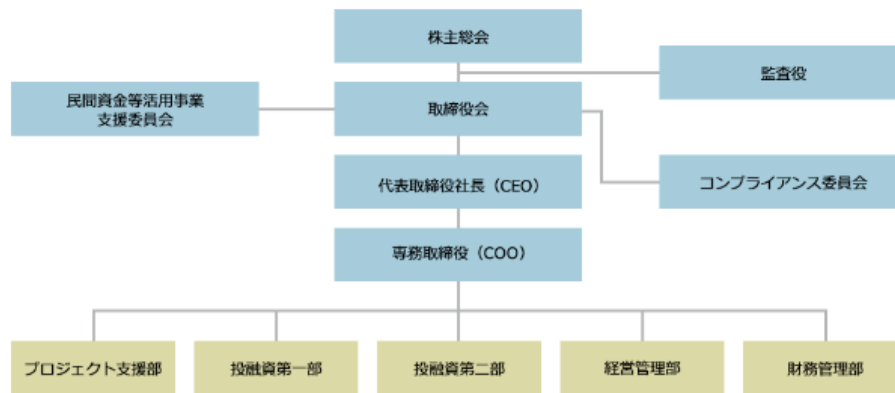 株主総会
監査役
民間資金等活用事業
支援委員会
取締役会
代表取締役社長（CEO）
コンプライアンス委員会
専務取締役（COO）
プロジェクト支援部
投融資第一部
投融資第二部
経営管理部
財務管理部